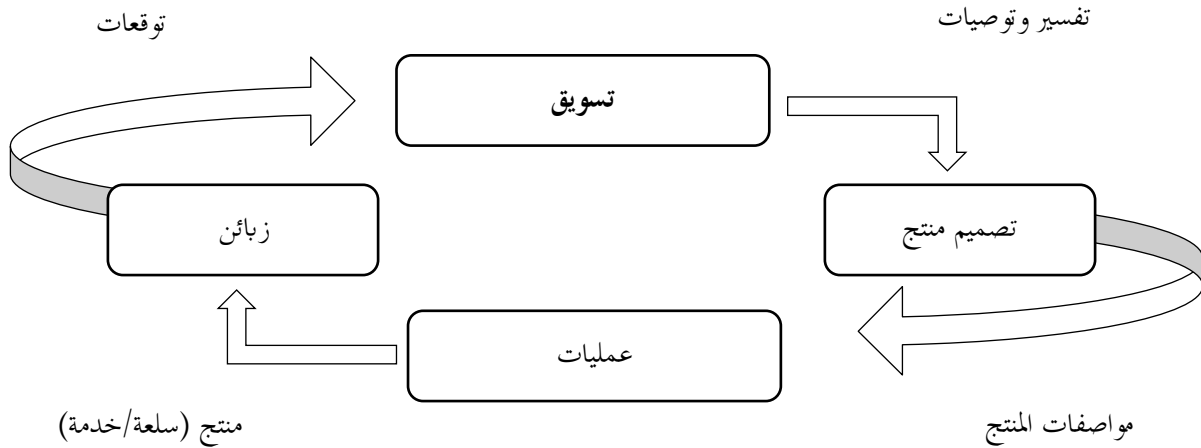 تفسير وتوصيات
توقعات
تسويق
تصميم منتج
زبائن
عمليات
مواصفات المنتج
منتج (سلعة/خدمة)